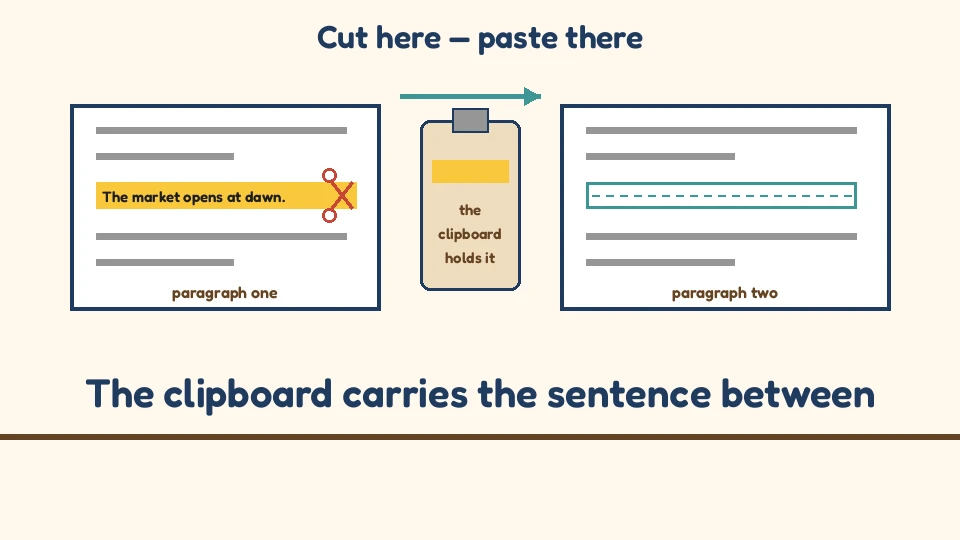 Cut here — paste there
The market opens at dawn.
paragraph one
the
clipboard
holds it
paragraph two
The clipboard carries the sentence between